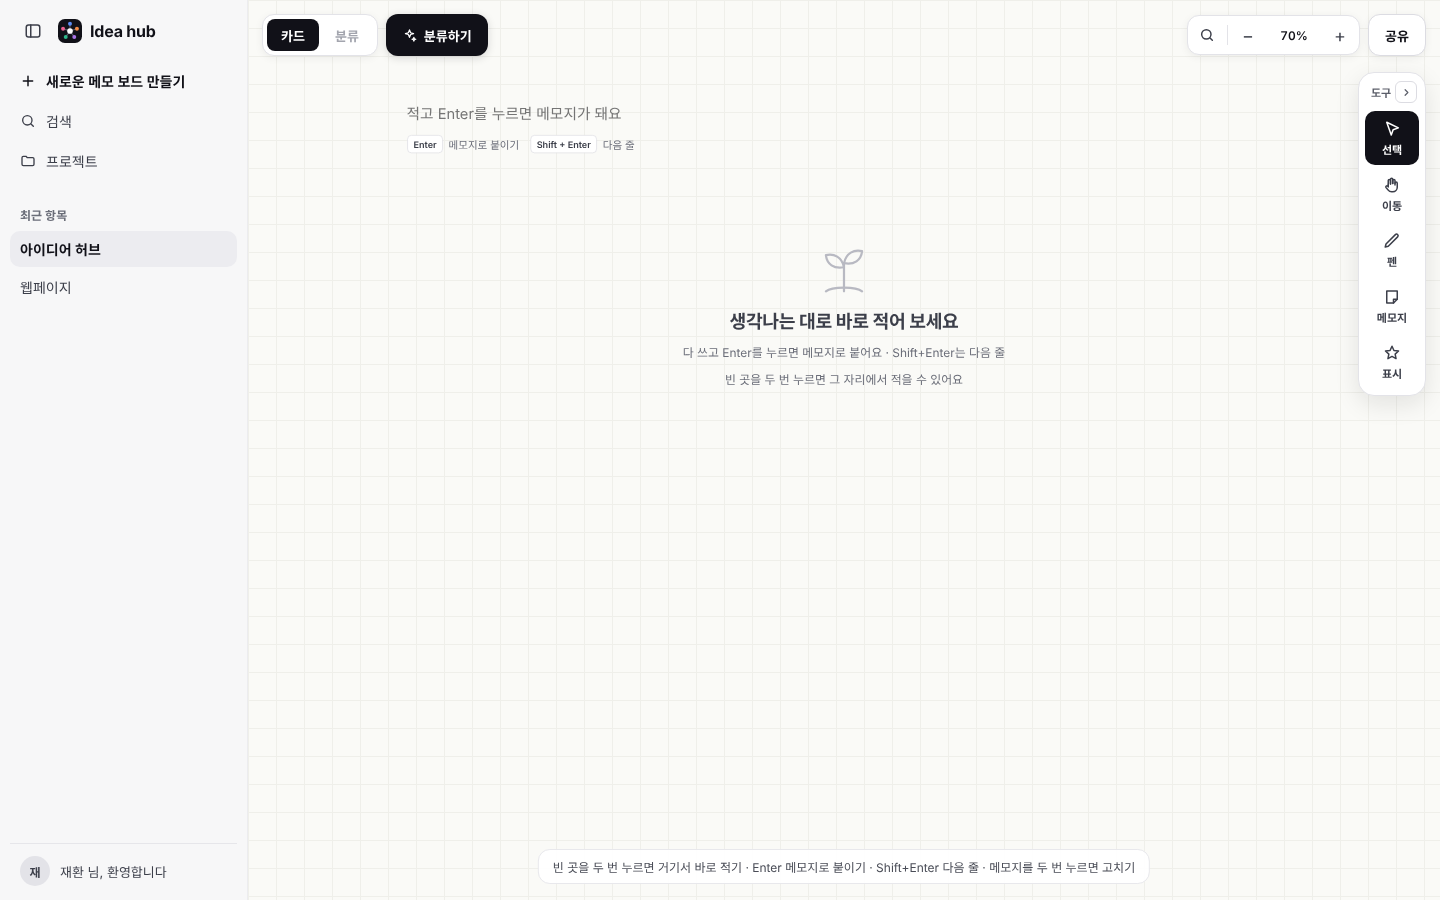 Idea hub
새로운 메모 보드 만들기
검색
프로젝트
최근 항목
아이디어 허브
웹페이지
재
재환 님, 환영합니다
카드
분류
분류하기
70%
공유
적고 Enter를 누르면 메모지가 돼요
Enter 메모지로 붙이기 Shift + Enter 다음 줄
생각나는 대로 바로 적어 보세요
다 쓰고 Enter를 누르면 메모지로 붙어요 · Shift+Enter는 다음 줄
빈 곳을 두 번 누르면 그 자리에서 적을 수 있어요
도구
선택
이동
펜
메모지
표시
빈 곳을 두 번 누르면 거기서 바로 적기 · Enter 메모지로 붙이기 · Shift+Enter 다음 줄 · 메모지를 두 번 누르면 고치기